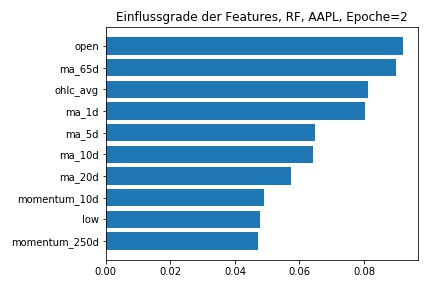 Einflussgrade der Features, RF, AAPL, Epoche=2
open
ma_65d
ohlc_avg
ma_1d
ma_5d
ma_10d
ma_20d
momentum_10d
low
momentum_250d
0.00 0.02 0.04 0.06 0.08